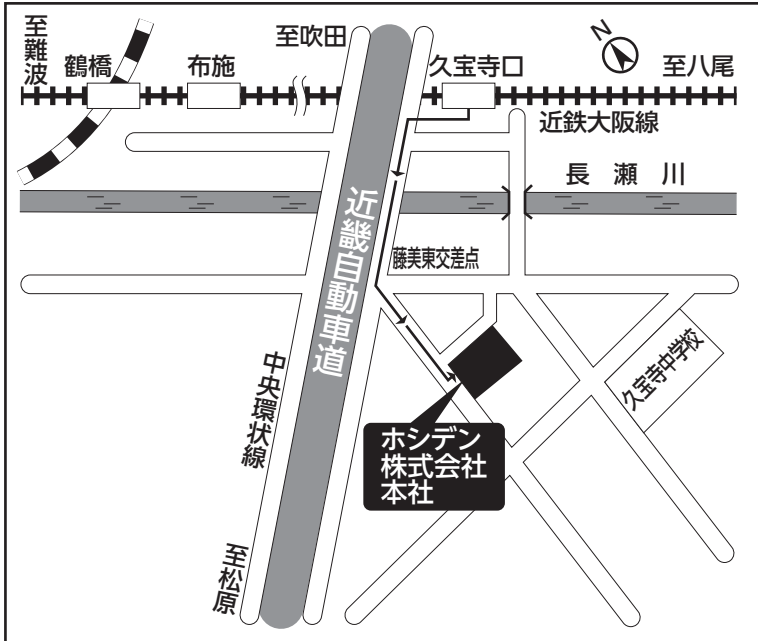 至難波
鶴橋
布施
至吹田
久宝寺口
N
至八尾
近鉄大阪線
長瀬川
近畿自動車道
藤美東交差点
中央環状線
久宝寺中学校
ホシデン
株式会社
本社
至松原